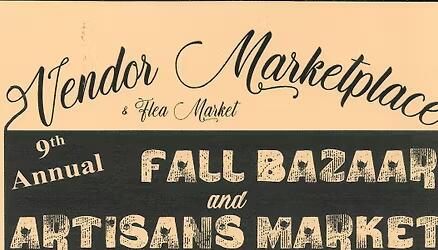 Vendor Marketplace
& Flea Market
9th
Annual
FALL BAZAAR
and
ARTISANS MARKET